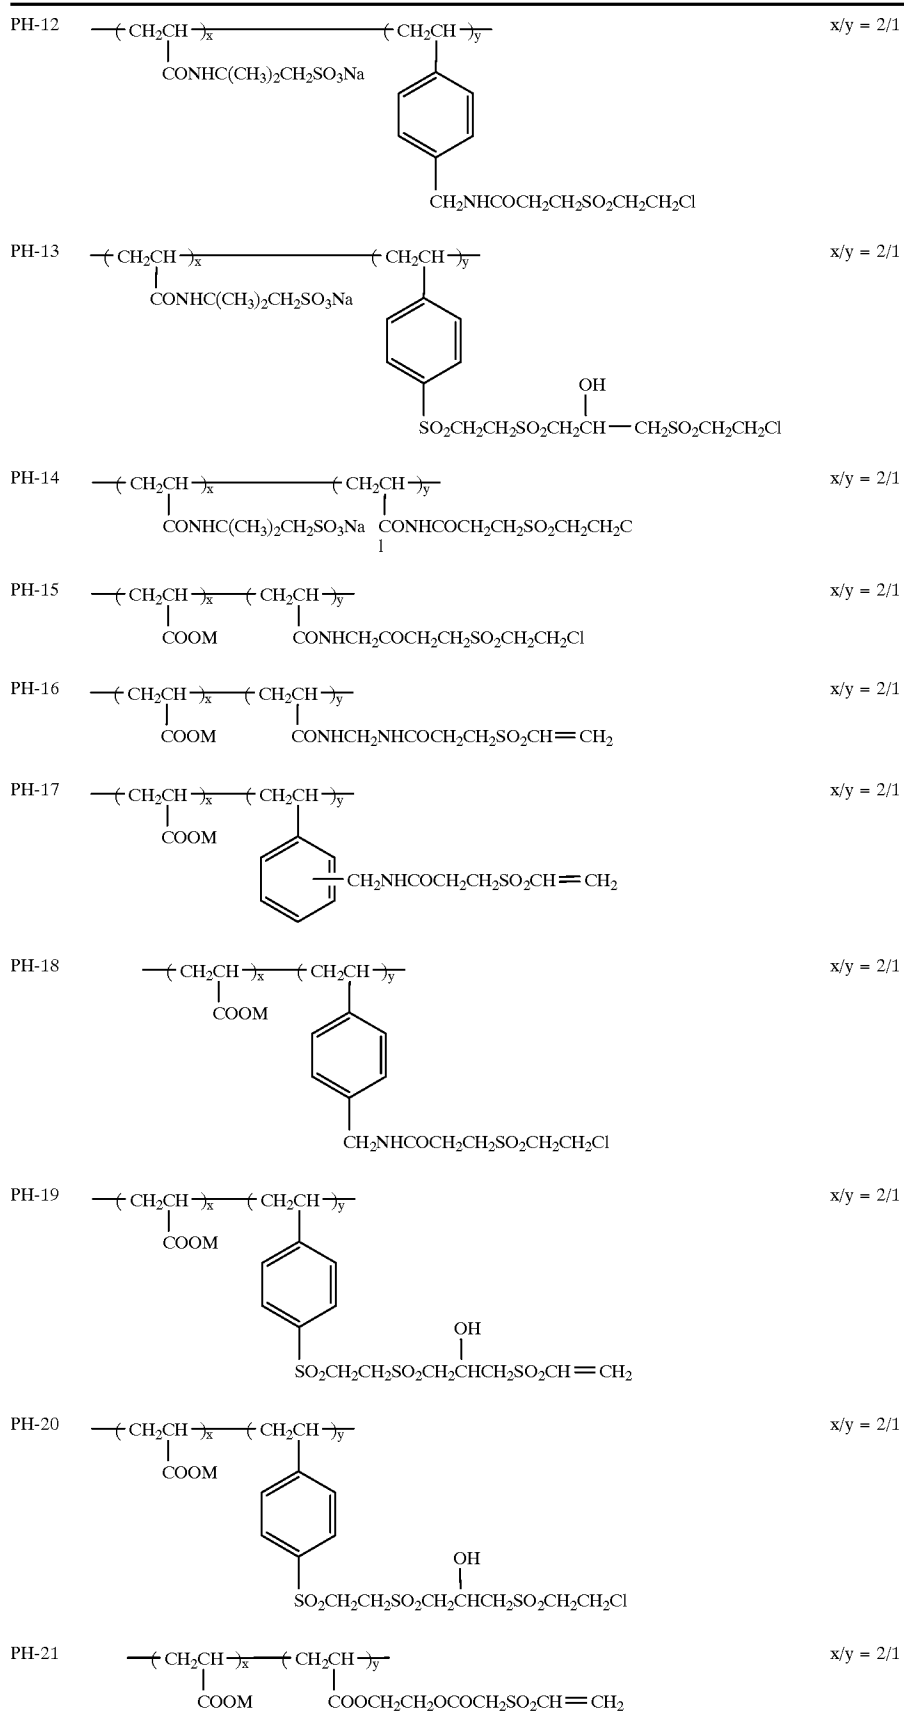 PH-12 —( CH2CH )x— —( CH2CH )y— x/y = 2/1
CONHC(CH3)2CH2SO3Na
CH2NHCOCH2CH2SO2CH2CH2Cl
PH-13 —( CH2CH )x— —( CH2CH )y— x/y = 2/1
CONHC(CH3)2CH2SO3Na
OH
SO2CH2CH2SO2CH2CH—CH2SO2CH2CH2Cl
PH-14 —( CH2CH )x— —( CH2CH )y— x/y = 2/1
CONHC(CH3)2CH2SO3Na CONHCOCH2CH2SO2CH2CH2C
l
PH-15 —( CH2CH )x— —( CH2CH )y— x/y = 2/1
COOM CONHCH2COCH2CH2SO2CH2CH2Cl
PH-16 —( CH2CH )x— —( CH2CH )y— x/y = 2/1
COOM CONHCH2NHCOCH2CH2SO2CH=CH2
PH-17 —( CH2CH )x— —( CH2CH )y— x/y = 2/1
COOM
CH2NHCOCH2CH2SO2CH=CH2
PH-18 —( CH2CH )x— —( CH2CH )y— x/y = 2/1
COOM
CH2NHCOCH2CH2SO2CH2CH2Cl
PH-19 —( CH2CH )x— —( CH2CH )y— x/y = 2/1
COOM
OH
SO2CH2CH2SO2CH2CHCH2SO2CH=CH2
PH-20 —( CH2CH )x— —( CH2CH )y— x/y = 2/1
COOM
OH
SO2CH2CH2SO2CH2CHCH2SO2CH2CH2Cl
PH-21 —( CH2CH )x— —( CH2CH )y— x/y = 2/1
COOM COOCH2CH2OCOCH2SO2CH=CH2